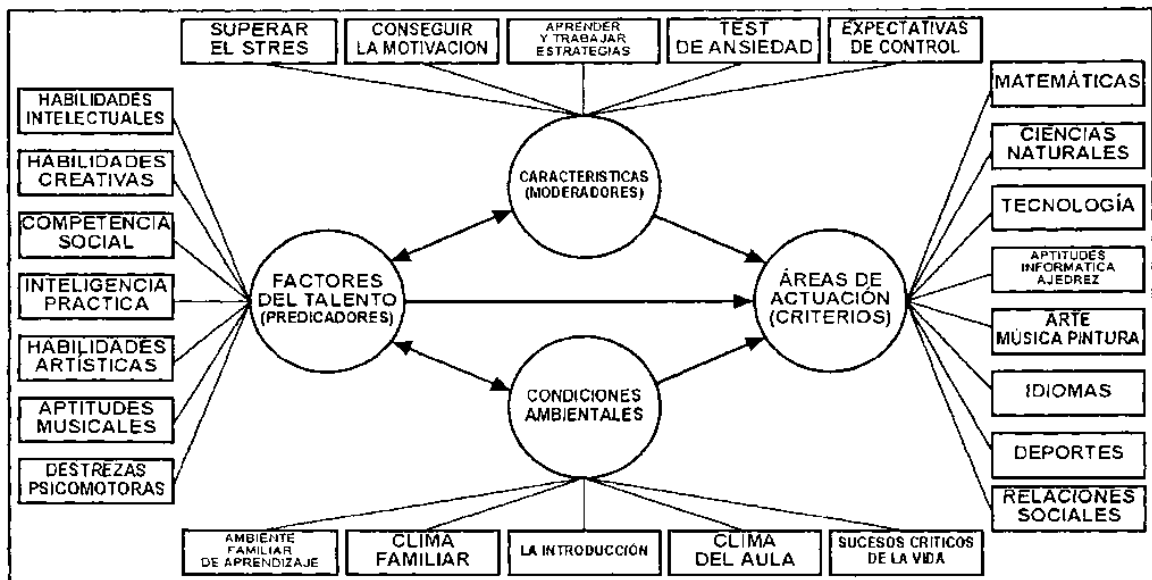 SUPERAR
EL STRES
CONSEGUIR
LA MOTIVACION
APRENDER
Y TRABAJAR
ESTRATEGIAS
TEST
DE ANSIEDAD
EXPECTATIVAS
DE CONTROL
HABILIDADES
INTELECTUALES
HABILIDADES
CREATIVAS
COMPETENCIA
SOCIAL
INTELIGENCIA
PRACTICA
HABILIDADES
ARTÍSTICAS
APTITUDES
MUSICALES
DESTREZAS
PSICOMOTORAS
CARACTERISTICAS
(MODERADORES)
FACTORES
DEL TALENTO
(PREDICADORES)
ÁREAS DE
ACTUACIÓN
(CRITERIOS)
CONDICIONES
AMBIENTALES
MATEMÁTICAS
CIENCIAS
NATURALES
TECNOLOGÍA
APTITUDES
INFORMATICA
AJEDREZ
ARTE
MÚSICA PINTURA
IDIOMAS
DEPORTES
RELACIONES
SOCIALES
AMBIENTE
FAMILIAR
DE APRENDIZAJE
CLIMA
FAMILIAR
LA INTRODUCCIÓN
CLIMA
DEL AULA
SUCESOS CRITICOS
DE LA VIDA